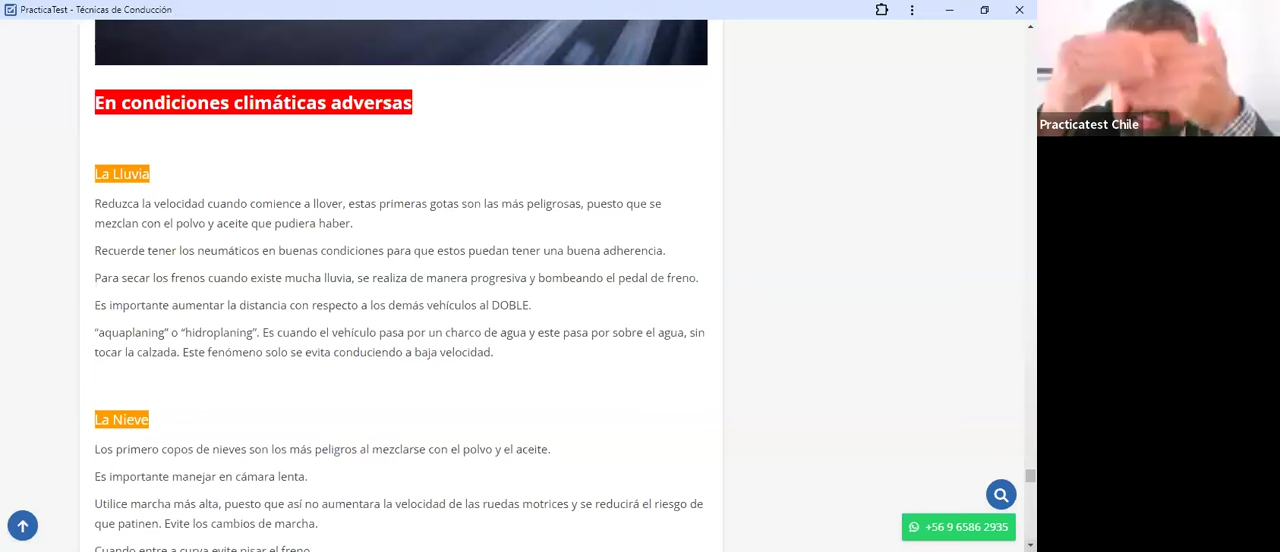 PracticaTest - Técnicas de Conducción
En condiciones climáticas adversas
La Lluvia
Reduzca la velocidad cuando comience a llover, estas primeras gotas son las más peligrosas, puesto que se
mezclan con el polvo y aceite que pudiera haber.
Recuerde tener los neumáticos en buenas condiciones para que estos puedan tener una buena adherencia.
Para secar los frenos cuando existe mucha lluvia, se realiza de manera progresiva y bombeando el pedal de freno.
Es importante aumentar la distancia con respecto a los demás vehículos al DOBLE.
“aquaplaning” o “hidroplaning”. Es cuando el vehículo pasa por un charco de agua y este pasa por sobre el agua, sin
tocar la calzada. Este fenómeno solo se evita conduciendo a baja velocidad.
La Nieve
Los primero copos de nieves son los más peligros al mezclarse con el polvo y el aceite.
Es importante manejar en cámara lenta.
Utilice marcha más alta, puesto que así no aumentara la velocidad de las ruedas motrices y se reducirá el riesgo de
que patinen. Evite los cambios de marcha.
Cuando entre a curva evite pisar el freno.
+56 9 6586 2935
Practicatest Chile